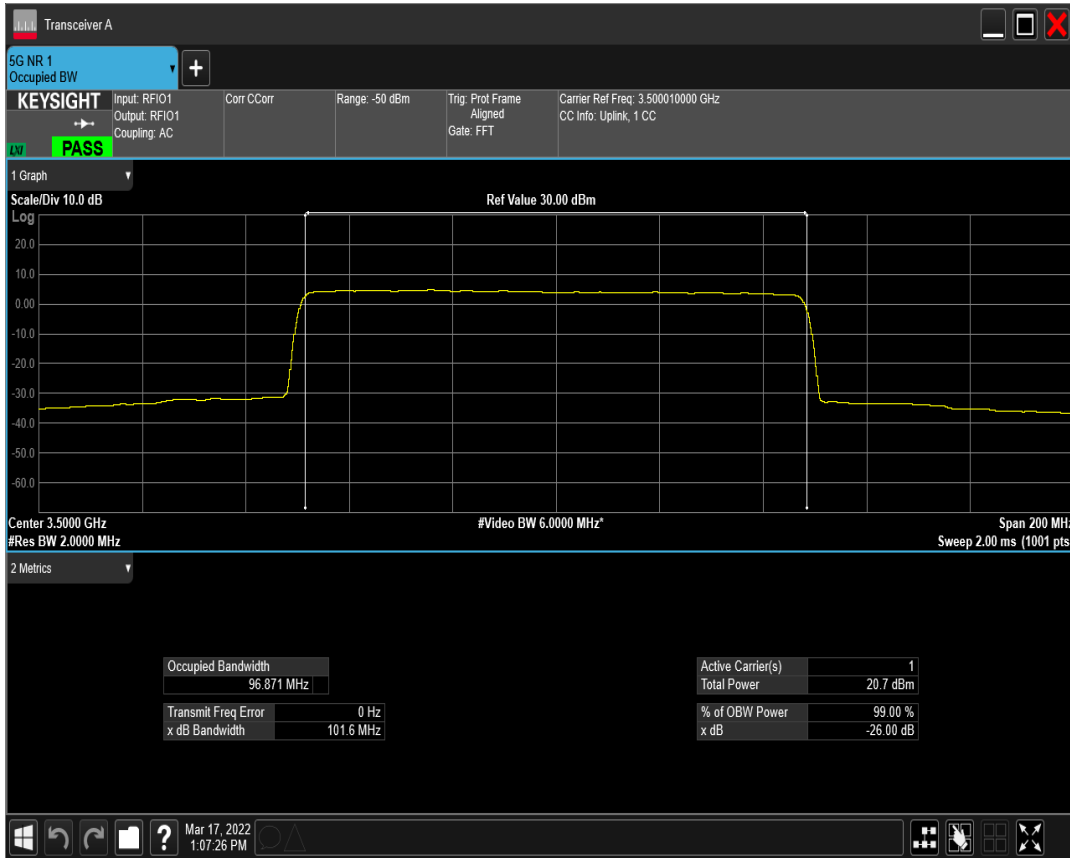 Transceiver A
5G NR 1
Occupied BW
+
KEYSIGHT
LXI
PASS
Input: RFIO1
Output: RFIO1
Coupling: AC
Corr CCorr
Range: -50 dBm
Trig: Prot Frame
Aligned
Gate: FFT
Carrier Ref Freq: 3.500010000 GHz
CC Info: Uplink, 1 CC
1 Graph
Scale/Div 10.0 dB
Ref Value 30.00 dBm
Log
20.0
10.0
0.00
-10.0
-20.0
-30.0
-40.0
-50.0
-60.0
Center 3.5000 GHz
#Video BW 6.0000 MHz*
Span 200 MHz
#Res BW 2.0000 MHz
Sweep 2.00 ms (1001 pts
2 Metrics
Occupied Bandwidth
96.871 MHz
Transmit Freq Error 0 Hz
x dB Bandwidth 101.6 MHz
Active Carrier(s) 1
Total Power 20.7 dBm
% of OBW Power 99.00 %
x dB -26.00 dB
?
Mar 17, 2022
1:07:26 PM